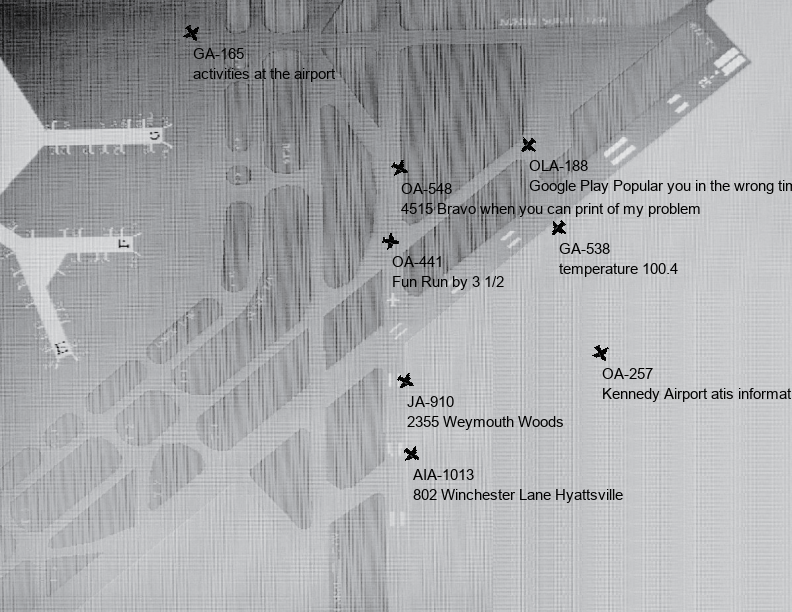 GA-165
activities at the airport
OLA-188
Google Play Popular you in the wrong tim
OA-548
4515 Bravo when you can print of my problem
GA-538
temperature 100.4
OA-441
Fun Run by 3 1/2
OA-257
Kennedy Airport atis informat
JA-910
2355 Weymouth Woods
AIA-1013
802 Winchester Lane Hyattsville